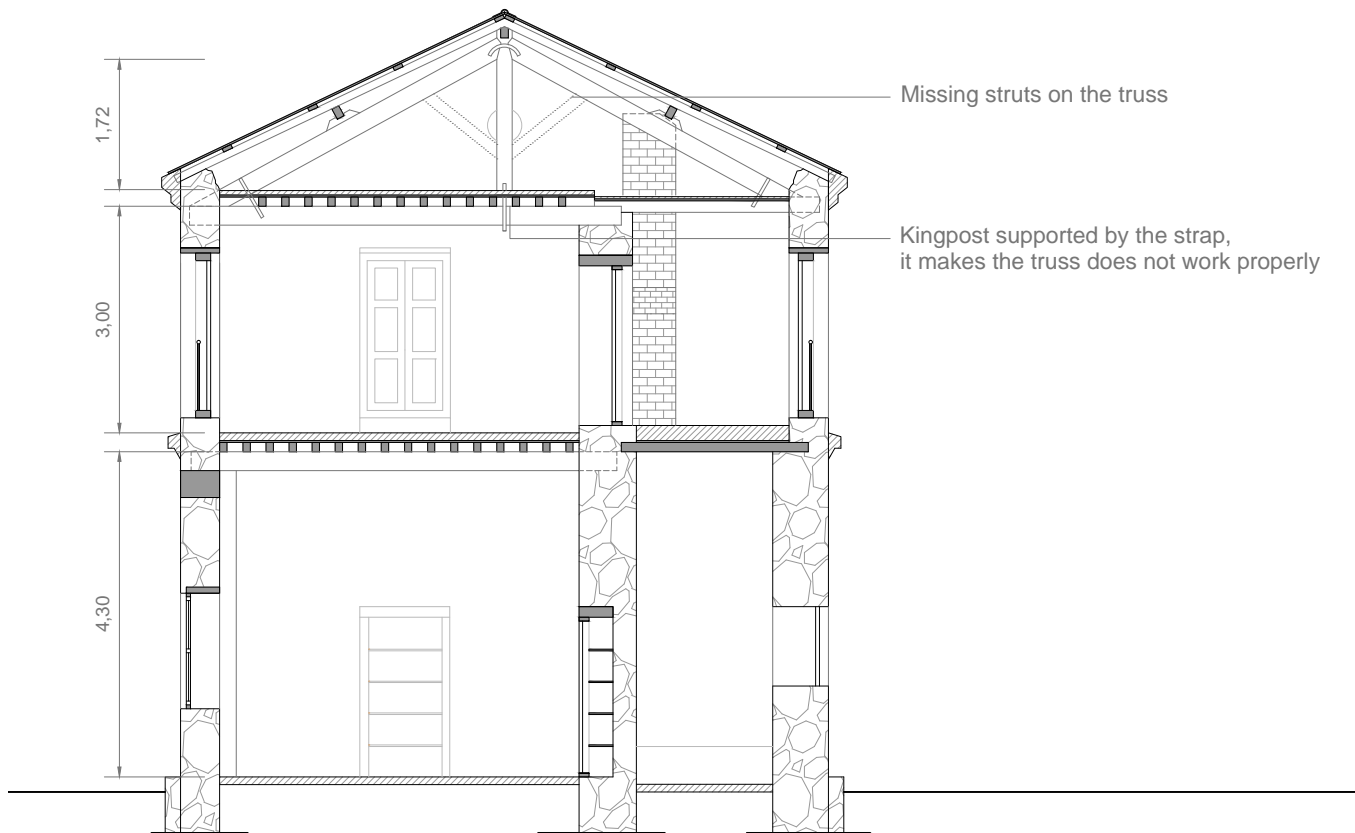 1,72
Missing struts on the truss
Kingpost supported by the strap,
it makes the truss does not work properly
3,00
4,30